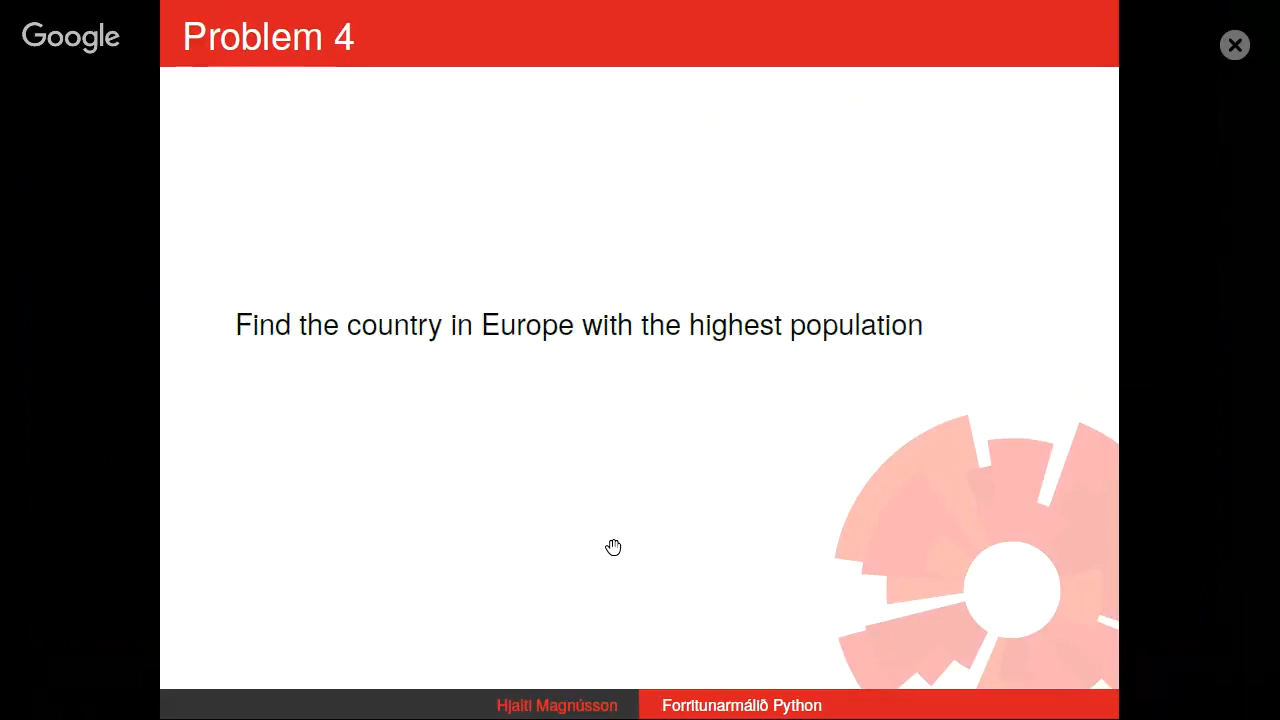 Google
Problem 4
Find the country in Europe with the highest population
Hjalti Magnússon
Forritunarmálið Python